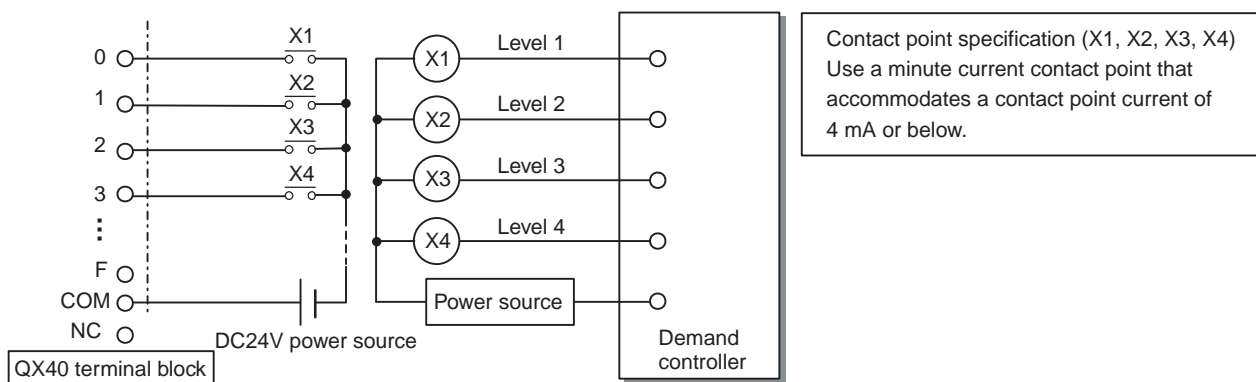 X1
0
X2
1
X3
2
X4
3
F
COM
NC
DC24V power source
QX40 terminal block
X1
Level 1
X2
Level 2
X3
Level 3
X4
Level 4
Power source
Demand
controller
Contact point specification (X1, X2, X3, X4)
Use a minute current contact point that
accommodates a contact point current of
4 mA or below.